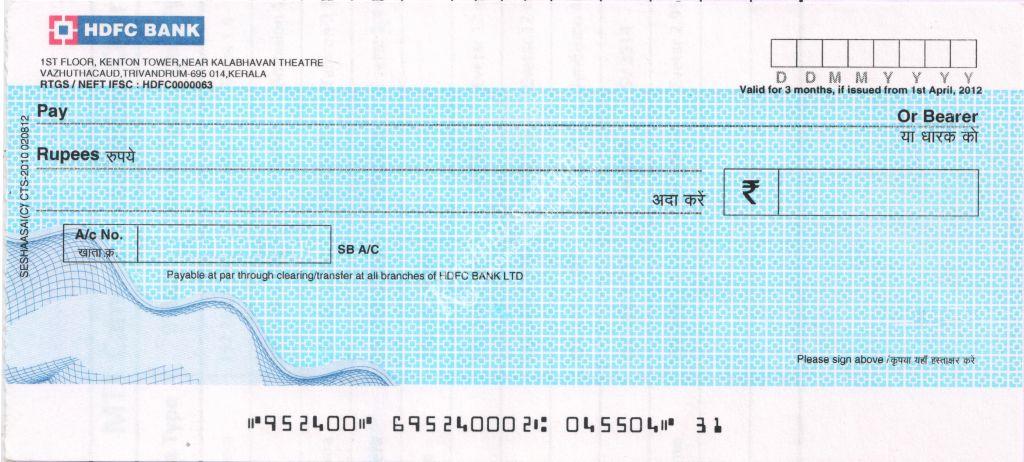 HDFC BANK
1ST FLOOR, KENTON TOWER,NEAR KALABHAVAN THEATRE
VAZHUTHACAUD,TRIVANDRUM-695 014,KERALA
RTGS / NEFT IFSC : HDFC0000063
D D M M Y Y Y Y
Valid for 3 months, if issued from 1st April, 2012
Pay Or Bearer
या धारक को
Rupees रुपये
अदा करें ₹
A/c No.
खाता क्र. SB A/C
Payable at par through clearing/transfer at all branches of HDFC BANK LTD
SESHAASAI(C) CTS-2010 020812
Please sign above /कृपया यहाँ हस्ताक्षर करें
⑈952400⑈ 695240002⑆ 045504⑈ 31